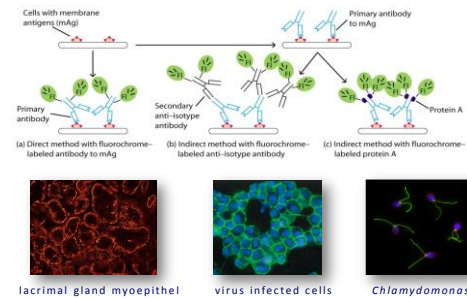 Cells with membrane
antigens (mAg)
Primary antibody
to mAg
Primary
antibody
Secondary
anti–isotype
antibody
Protein A
(a) Direct method with fluorochrome–
labeled antibody to mAg
(b) Indirect method with fluorochrome–
labeled anti–isotype antibody
(c) Indirect method with fluorochrome–
labeled protein A
lacrimal gland myoepithel
virus infected cells
Chlamydomonas